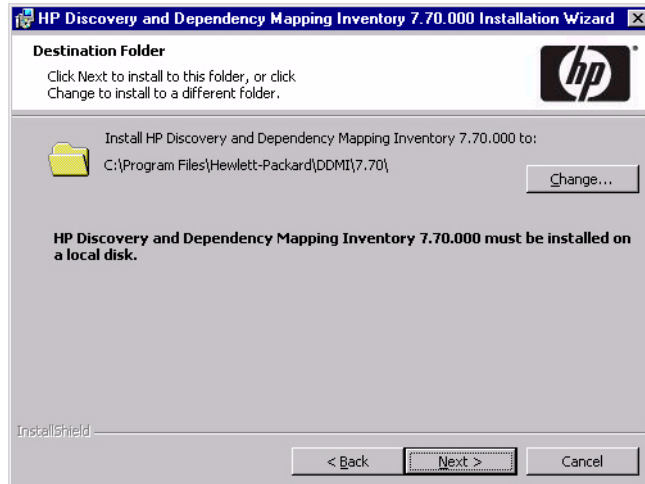 HP Discovery and Dependency Mapping Inventory 7.70.000 Installation Wizard
Destination Folder
Click Next to install to this folder, or click
Change to install to a different folder.
hp
Install HP Discovery and Dependency Mapping Inventory 7.70.000 to:
C:\Program Files\Hewlett-Packard\DDMI\7.70\
Change...
HP Discovery and Dependency Mapping Inventory 7.70.000 must be installed on
a local disk.
InstallShield
< Back Next > Cancel